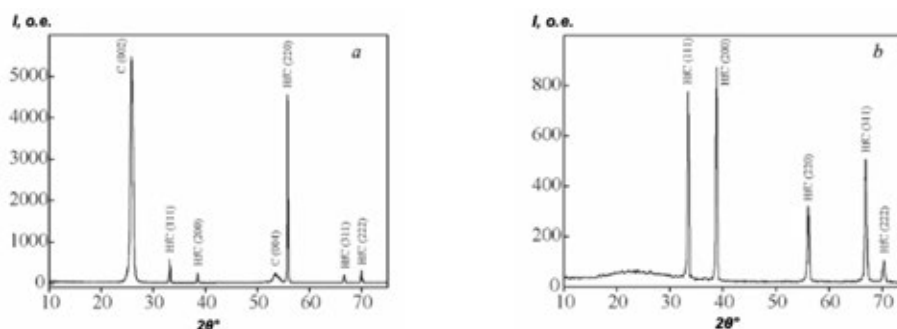 I, o.e.
a
5000
4000
3000
2000
1000
0
C (002)
HfC (111)
HfC (200)
C (004)
HfC (220)
HfC (311)
HfC (222)
10 20 30 40 50 60 70
2θ°
I, o.e.
b
800
600
400
200
0
HfC (111)
HfC (200)
HfC (220)
HfC (311)
HfC (222)
10 20 30 40 50 60 70
2θ°